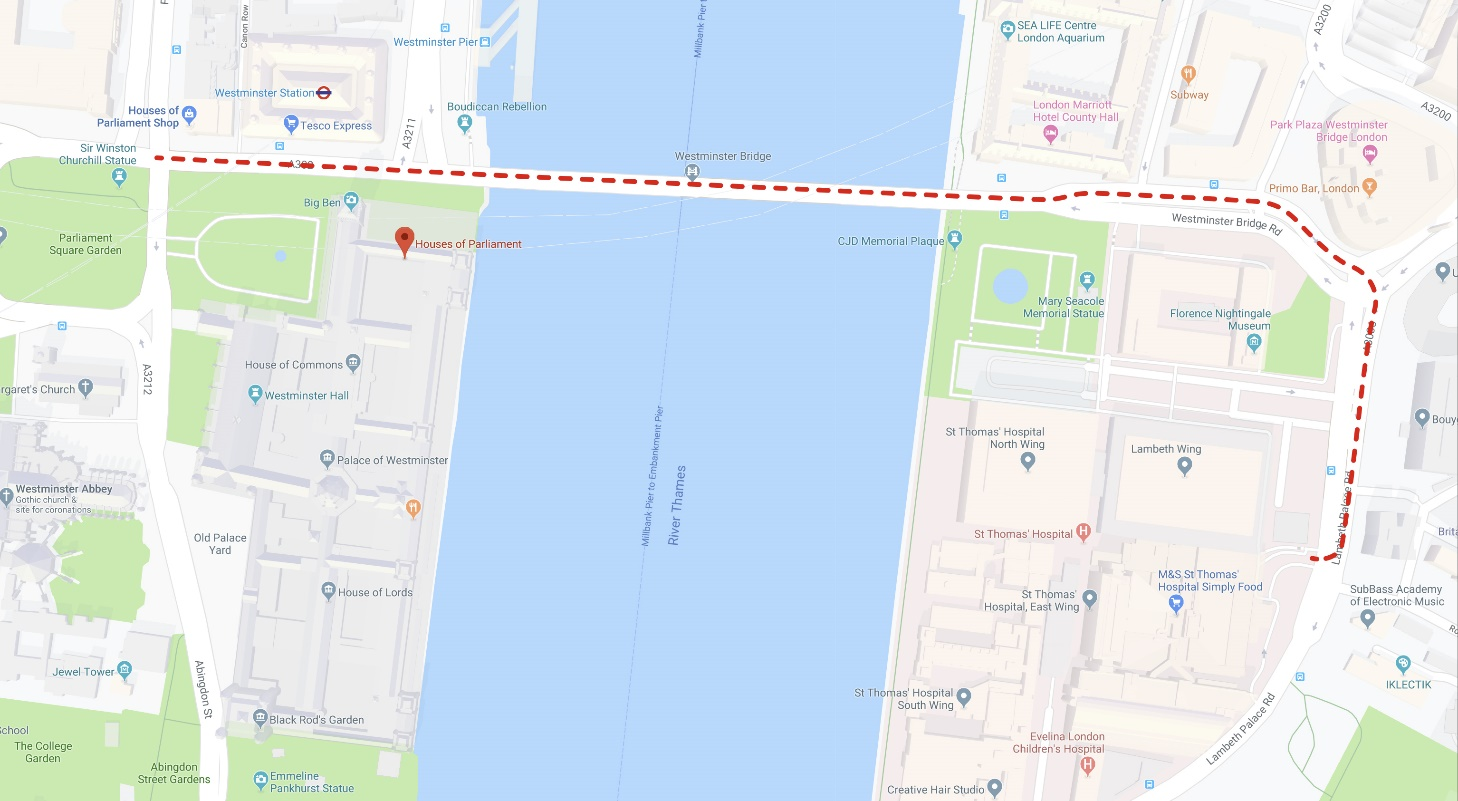 Canon Row
Westminster Pier
Westminster Station
Houses of
Parliament Shop
Tesco Express
A3211
Boudiccan Rebellion
Millbank Pier t
SEA LIFE Centre
London Aquarium
A3200
Subway
A3200
London Marriott
Hotel County Hall
Park Plaza Westminster
Bridge London
Sir Winston
Churchill Statue
Westminster Bridge
Primo Bar, London
Big Ben
Westminster Bridge Rd
Parliament
Square Garden
Houses of Parliament
CJD Memorial Plaque
Mary Seacole
Memorial Statue
Florence Nightingale
Museum
House of Commons
A3212
rgaret's Church
Westminster Hall
Millbank Pier to Embankment Pier
River Thames
St Thomas' Hospital
North Wing
Lambeth Wing
Bouy
Palace of Westminster
Westminster Abbey
Gothic church &
site for coronations
Lambeth Palace Rd
Old Palace
Yard
St Thomas' Hospital
Brita
House of Lords
St Thomas'
Hospital, East Wing
M&S St Thomas'
Hospital Simply Food
SubBass Academy
of Electronic Music
Jewel Tower
Abingdon St
IKLECTIK
St Thomas' Hospital
South Wing
Lambeth Palace Rd
Black Rod's Garden
School
The College
Garden
Evelina London
Children's Hospital
Abingdon
Street Gardens
Emmeline
Pankhurst Statue
Creative Hair Studio